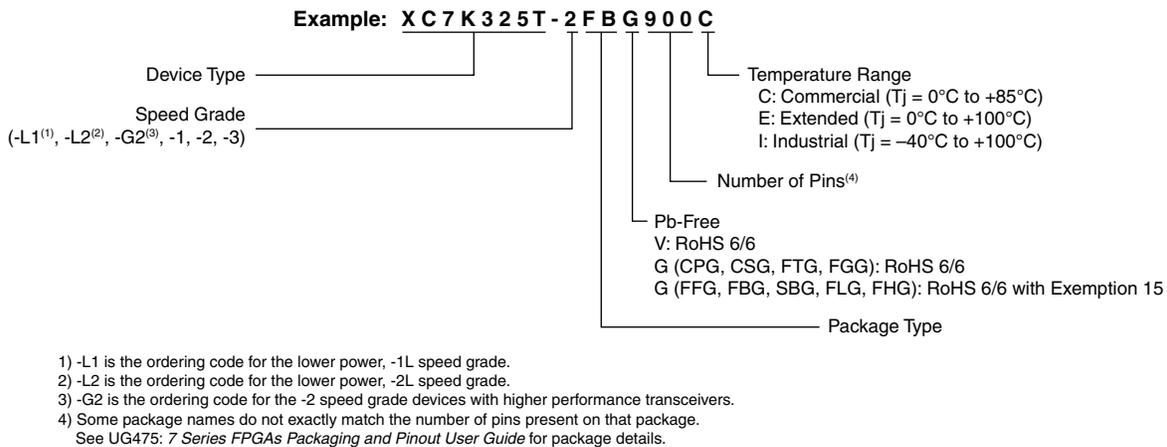 Example: XC7K325T-2FBG900C
Device Type
Speed Grade
(-L1(1), -L2(2), -G2(3), -1, -2, -3)
Temperature Range
C: Commercial (Tj = 0°C to +85°C)
E: Extended (Tj = 0°C to +100°C)
I: Industrial (Tj = –40°C to +100°C)
Number of Pins(4)
Pb-Free
V: RoHS 6/6
G (CPG, CSG, FTG, FGG): RoHS 6/6
G (FFG, FBG, SBG, FLG, FHG): RoHS 6/6 with Exemption 15
Package Type
1) -L1 is the ordering code for the lower power, -1L speed grade.
2) -L2 is the ordering code for the lower power, -2L speed grade.
3) -G2 is the ordering code for the -2 speed grade devices with higher performance transceivers.
4) Some package names do not exactly match the number of pins present on that package.
See UG475: 7 Series FPGAs Packaging and Pinout User Guide for package details.